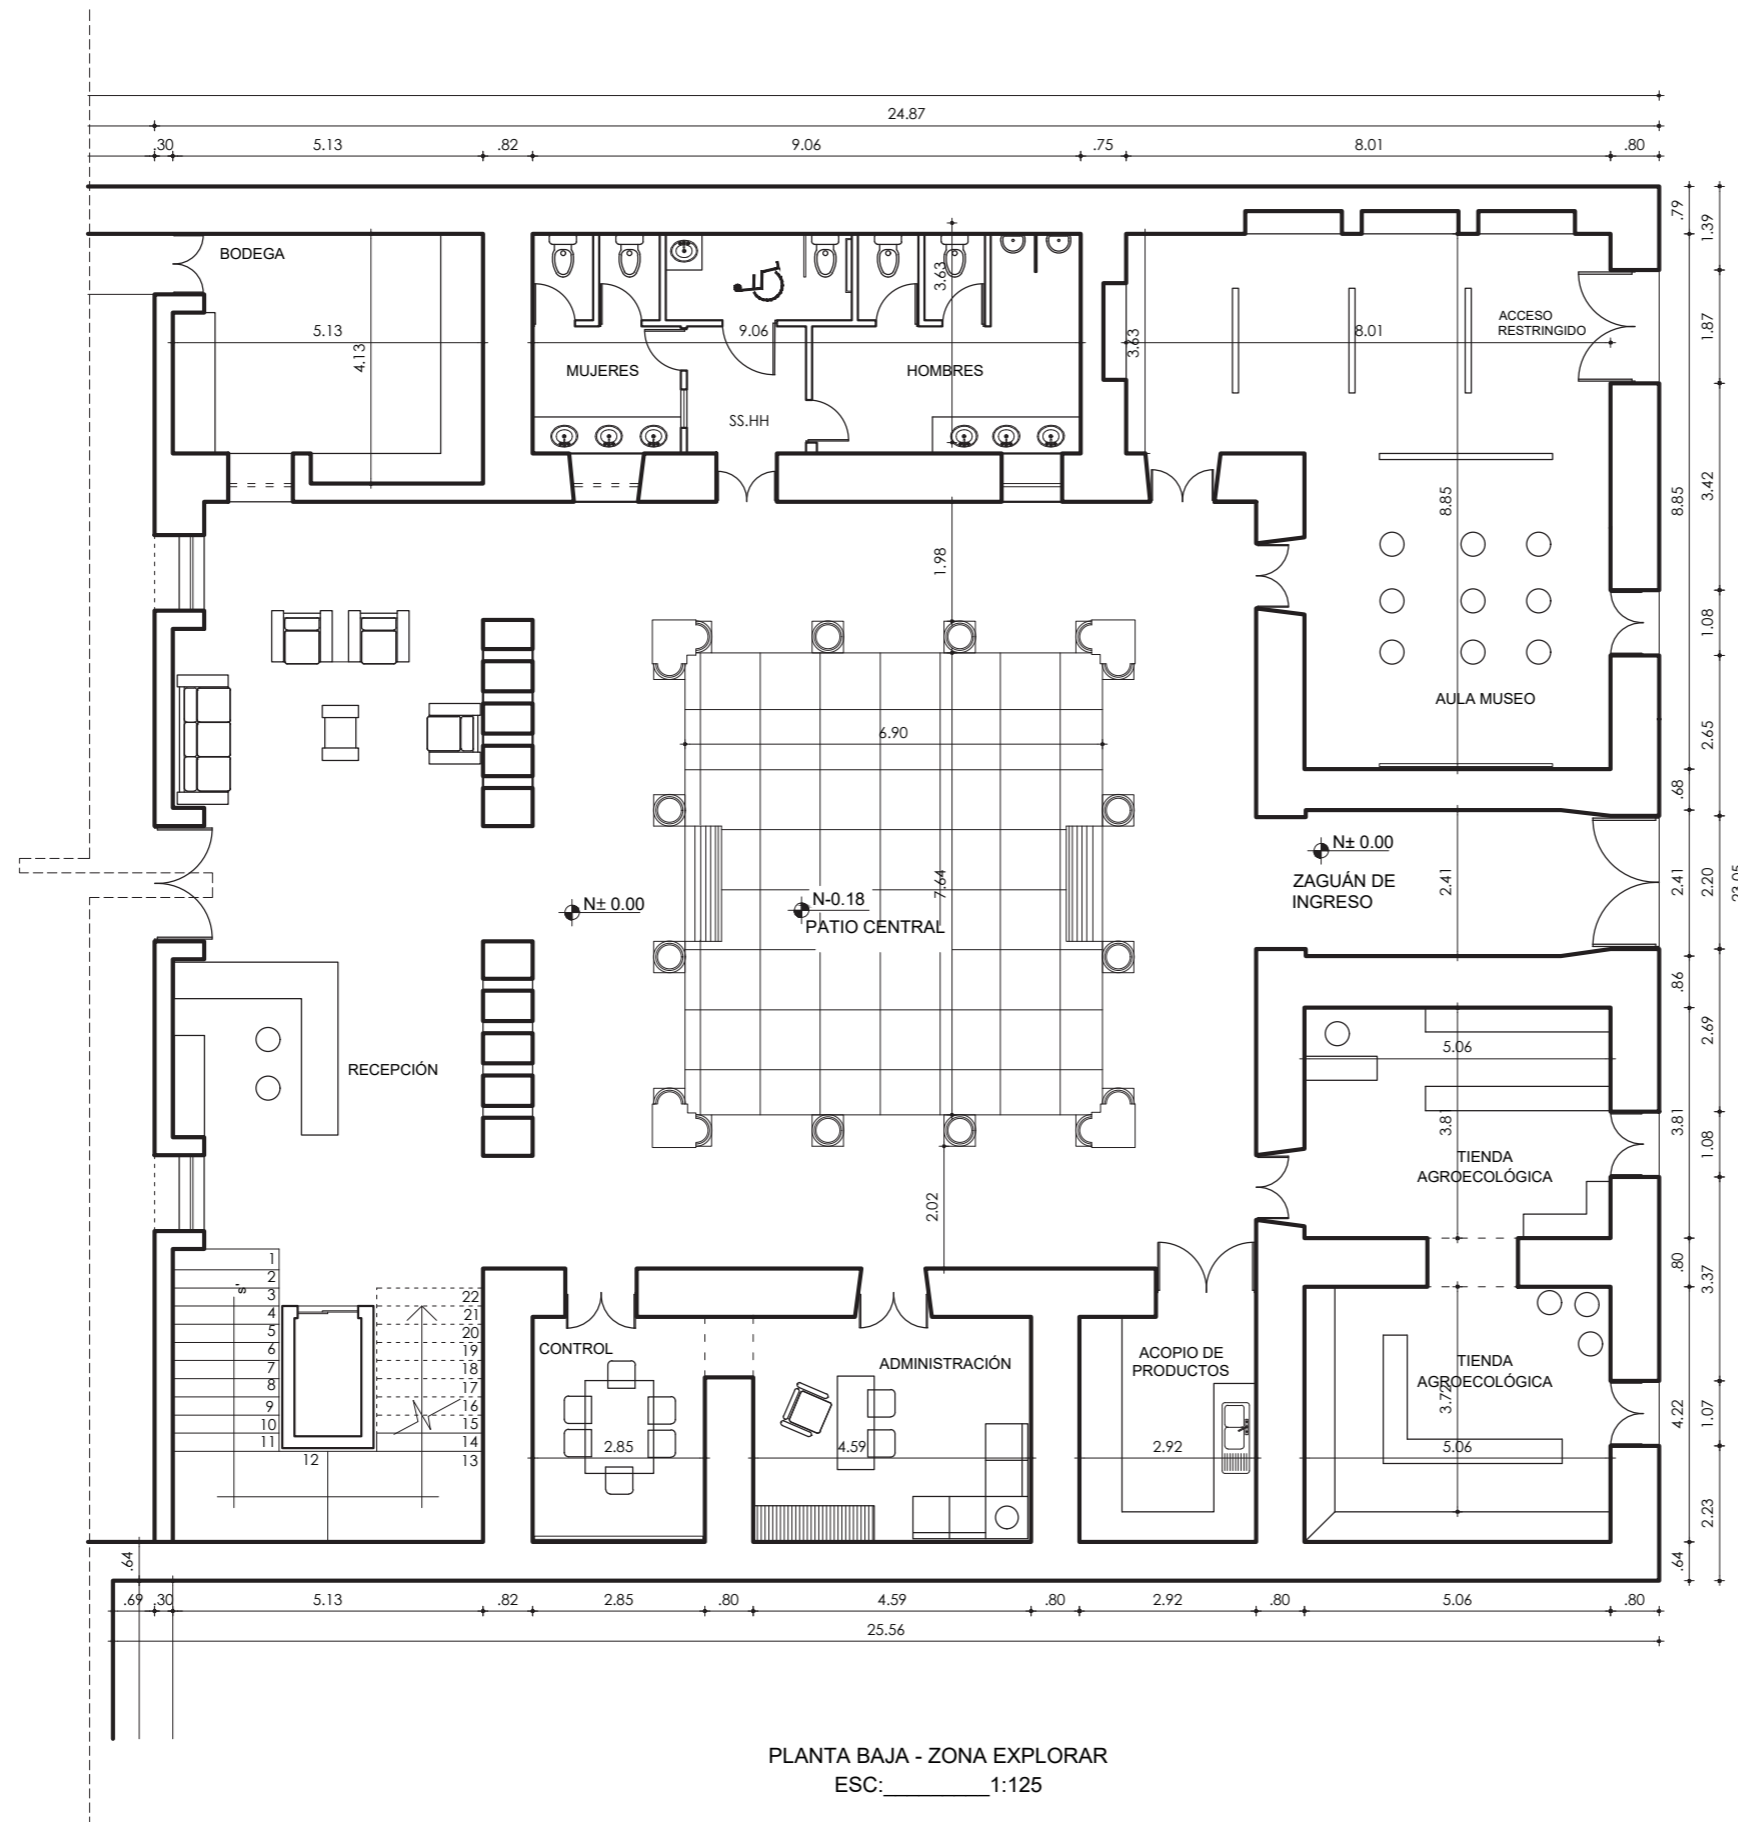 24.87
.30 5.13 .82 9.06 .75 8.01 .80
.79
1.39
BODEGA
3.63
ACCESO
RESTRINGIDO
5.13
4.13
9.06
3.63
8.01
1.87
MUJERES
HOMBRES
SS.HH
8.85
8.85
3.42
1.98
1.08
AULA MUSEO
6.90
2.65
.68
N± 0.00
ZAGUÁN DE
INGRESO
2.41
2.41
2.20
23.05
N± 0.00
N-0.18
7.64
PATIO CENTRAL
.86
2.69
5.06
RECEPCIÓN
3.81
3.81
1.08
TIENDA
AGROECOLÓGICA
2.02
.80
3.37
1
2
3
4
5
6
7
8
9
10
11
12
s
22
21
20
19
18
17
16
15
14
13
CONTROL
ADMINISTRACIÓN
ACOPIO DE
PRODUCTOS
TIENDA
AGROECOLÓGICA
3.72
4.22
1.07
2.85
4.59
2.92
5.06
2.23
.64
.64
.69 .30 5.13 .82 2.85 .80 4.59 .80 2.92 .80 5.06 .80
25.56
PLANTA BAJA - ZONA EXPLORAR
ESC:_________1:125